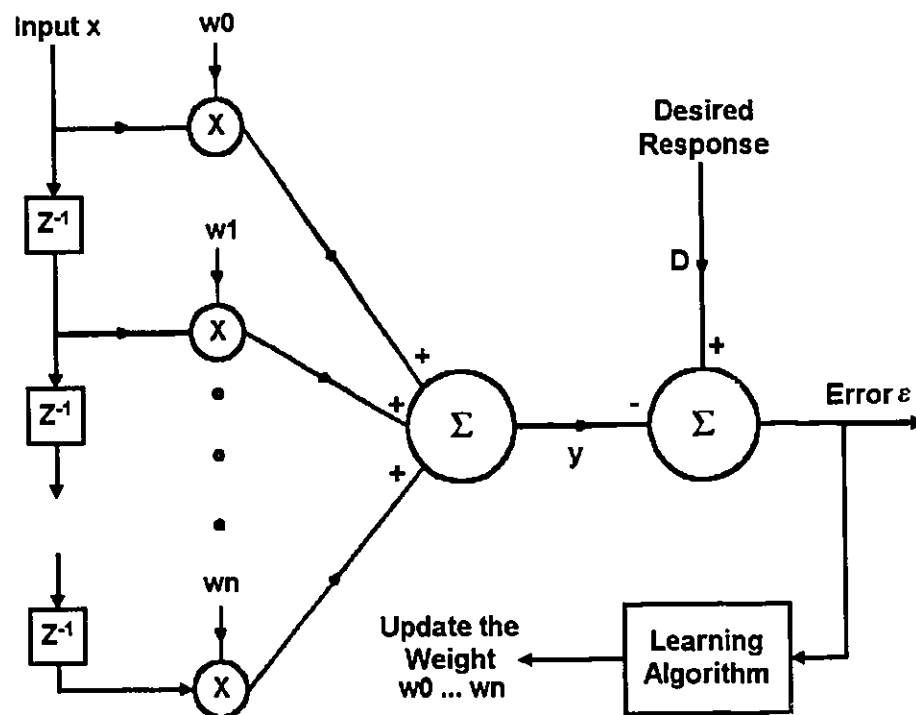 Input x
w0
X
Desired
Response
Z-1
w1
D
X
+
+
Z-1
+
Σ
-
Σ
Error ε
+
y
wn
Z-1
X
Update the
Weight
w0 ... wn
Learning
Algorithm